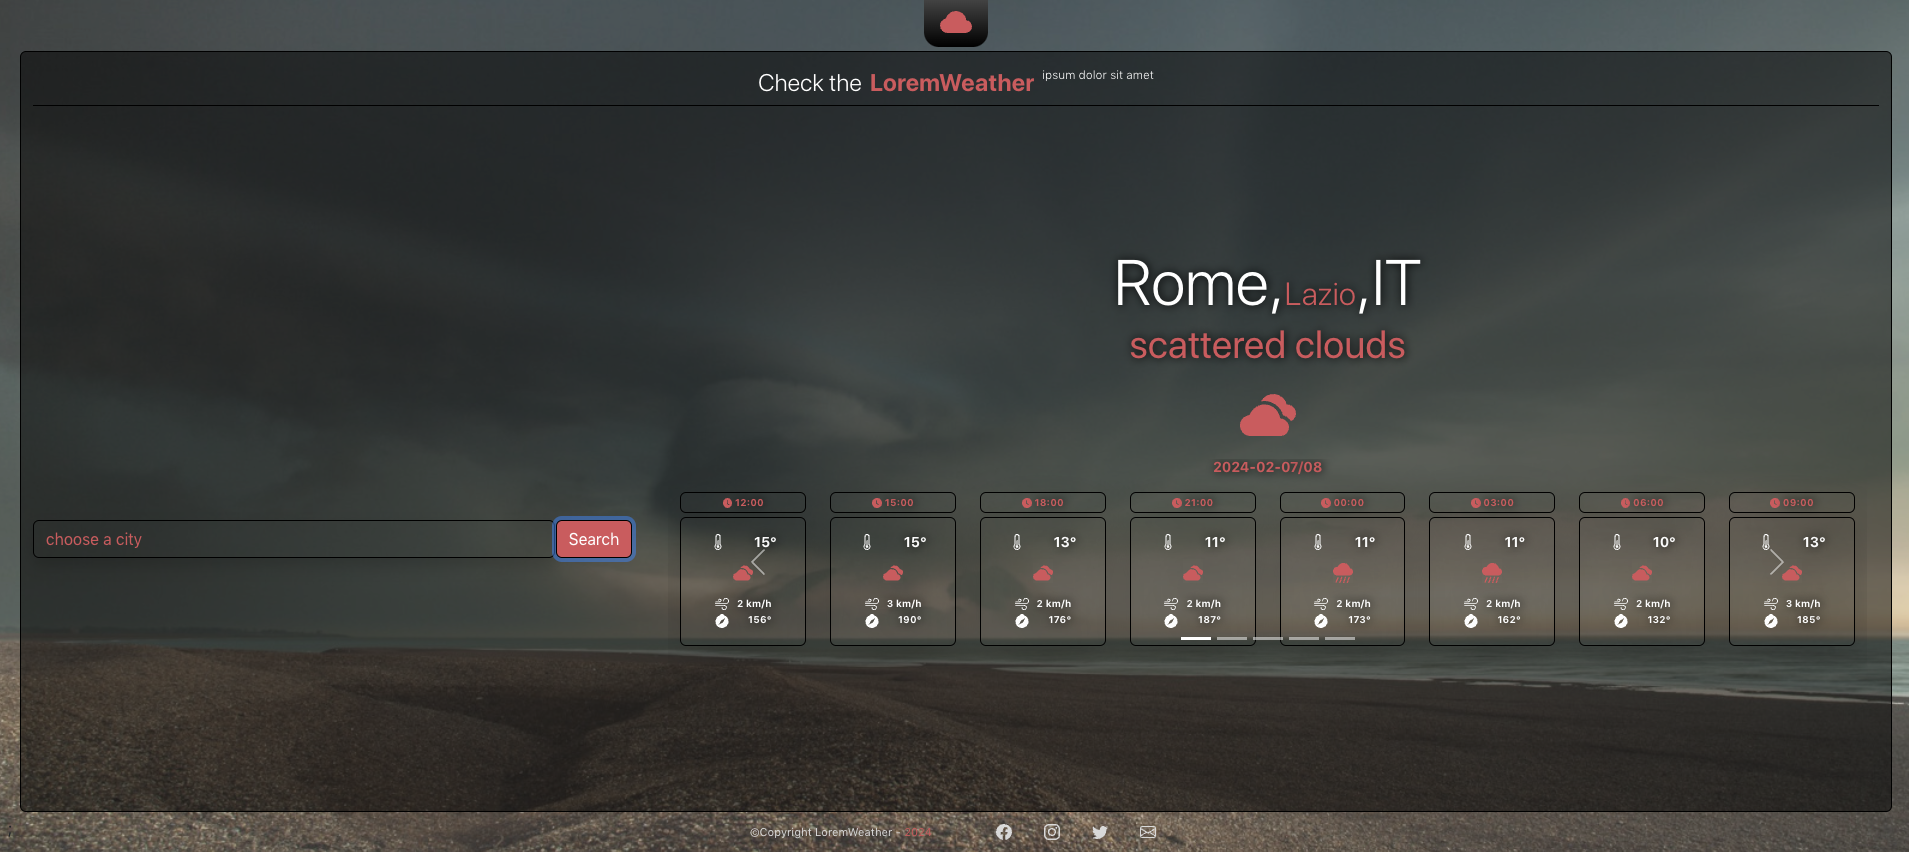 Check the LoremWeather ipsum dolor sit amet
Rome,Lazio,IT
scattered clouds
2024-02-07/08
12:00 15:00 18:00 21:00 00:00 03:00 06:00 09:00
choose a city Search
15° 15° 13° 11° 11° 11° 10° 13°
2 km/h 3 km/h 2 km/h 2 km/h 2 km/h 2 km/h 2 km/h 3 km/h
156° 190° 176° 187° 173° 162° 132° 185°
©Copyright LoremWeather - 2024